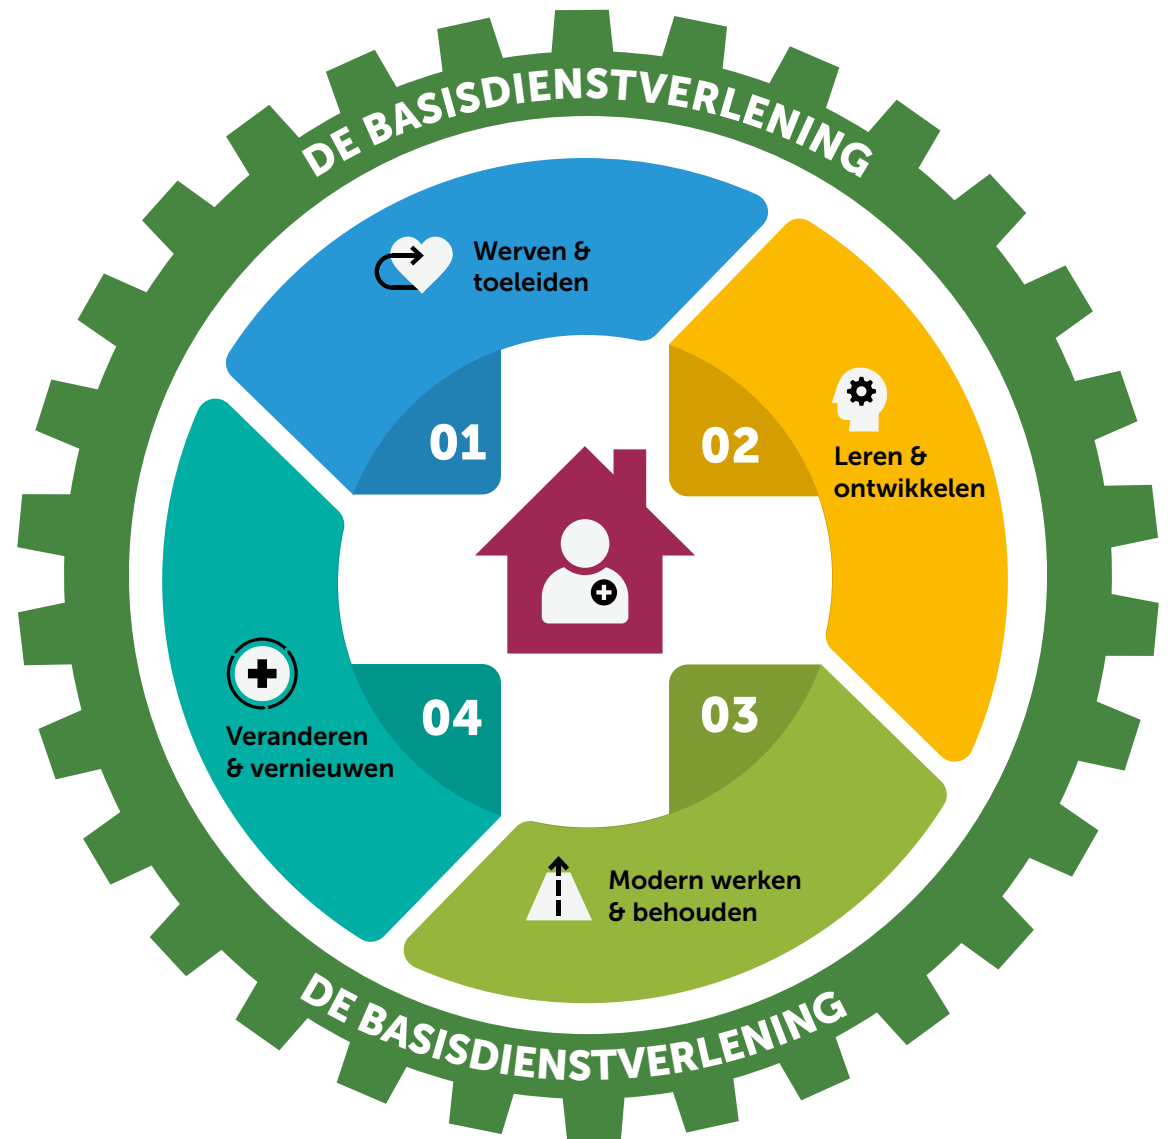 DE BASISDIENSTVERLENING
Werven &
toeleiden
01
02
Leren &
ontwikkelen
04
Veranderen
& vernieuwen
03
Modern werken
& behouden
DE BASISDIENSTVERLENING